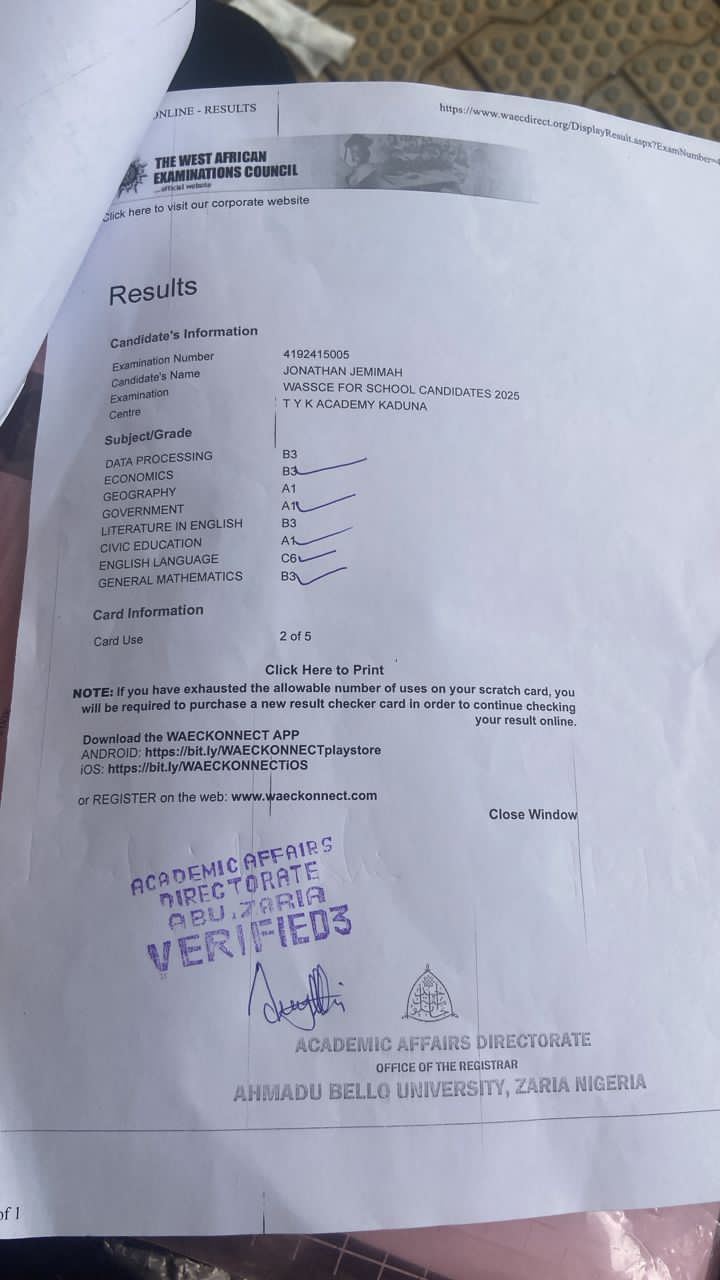 ONLINE - RESULTS
https://www.waecdirect.org/DisplayResult.aspx?ExamNumber=4
THE WEST AFRICAN
EXAMINATIONS COUNCIL
...official website
Click here to visit our corporate website
Results
Candidate's Information
Examination Number 4192415005
Candidate's Name JONATHAN JEMIMAH
Examination WASSCE FOR SCHOOL CANDIDATES 2025
Centre T Y K ACADEMY KADUNA
Subject/Grade
DATA PROCESSING B3
ECONOMICS B3
GEOGRAPHY A1
GOVERNMENT A1
LITERATURE IN ENGLISH B3
CIVIC EDUCATION A1
ENGLISH LANGUAGE C6
GENERAL MATHEMATICS B3
Card Information
Card Use 2 of 5
Click Here to Print
NOTE: If you have exhausted the allowable number of uses on your scratch card, you
will be required to purchase a new result checker card in order to continue checking
your result online.
Download the WAECKONNECT APP
ANDROID: https://bit.ly/WAECKONNECTplaystore
iOS: https://bit.ly/WAECKONNECTiOS
or REGISTER on the web: www.waeckonnect.com
Close Window
ACADEMIC AFFAIRS
DIRECTORATE
ABU, ZARIA
VERIFIED3
ACADEMIC AFFAIRS DIRECTORATE
OFFICE OF THE REGISTRAR
AHMADU BELLO UNIVERSITY, ZARIA NIGERIA
of 1